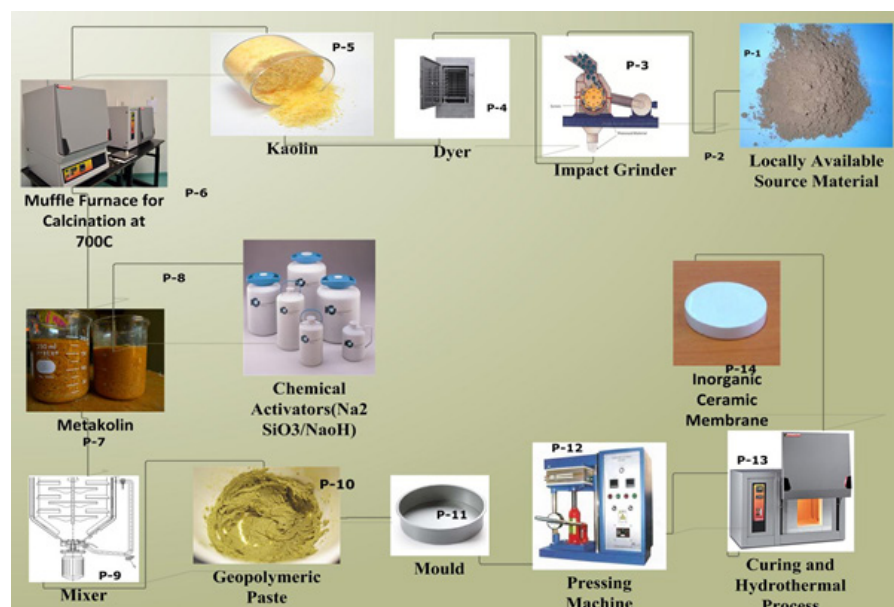 P-5
P-3
P-1
P-4
Kaolin
Dyer
Impact Grinder
P-2
Locally Available
Source Material
Muffle Furnace for
Calcination at
700C
P-6
P-8
Metakolin
P-7
Chemical
Activators(Na2
SiO3/NaoH)
P-14
Inorganic
Ceramic
Membrane
P-9
Mixer
P-10
Geopolymeric
Paste
P-11
Mould
P-12
Pressing
Machine
P-13
Curing and
Hydrothermal
Process